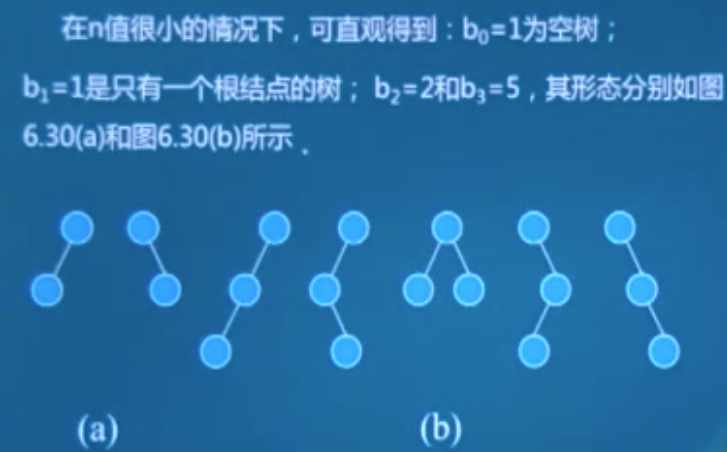 在n值很小的情况下，可直观得到：b₀=1为空树；
b₁=1是只有一个根结点的树；b₂=2和b₃=5，其形态分别如图
6.30(a)和图6.30(b)所示．
(a) (b)